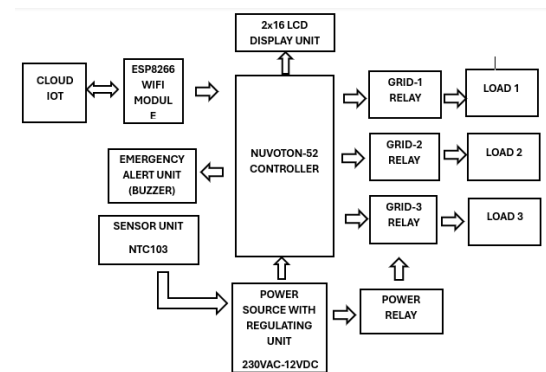 2x16 LCD
DISPLAY UNIT
CLOUD
IOT
ESP8266
WIFI
MODUL
E
GRID-1
RELAY
LOAD 1
NUVOTON-52
CONTROLLER
GRID-2
RELAY
LOAD 2
EMERGENCY
ALERT UNIT
(BUZZER)
GRID-3
RELAY
LOAD 3
SENSOR UNIT
NTC103
POWER
SOURCE WITH
REGULATING
UNIT
230VAC-12VDC
POWER
RELAY